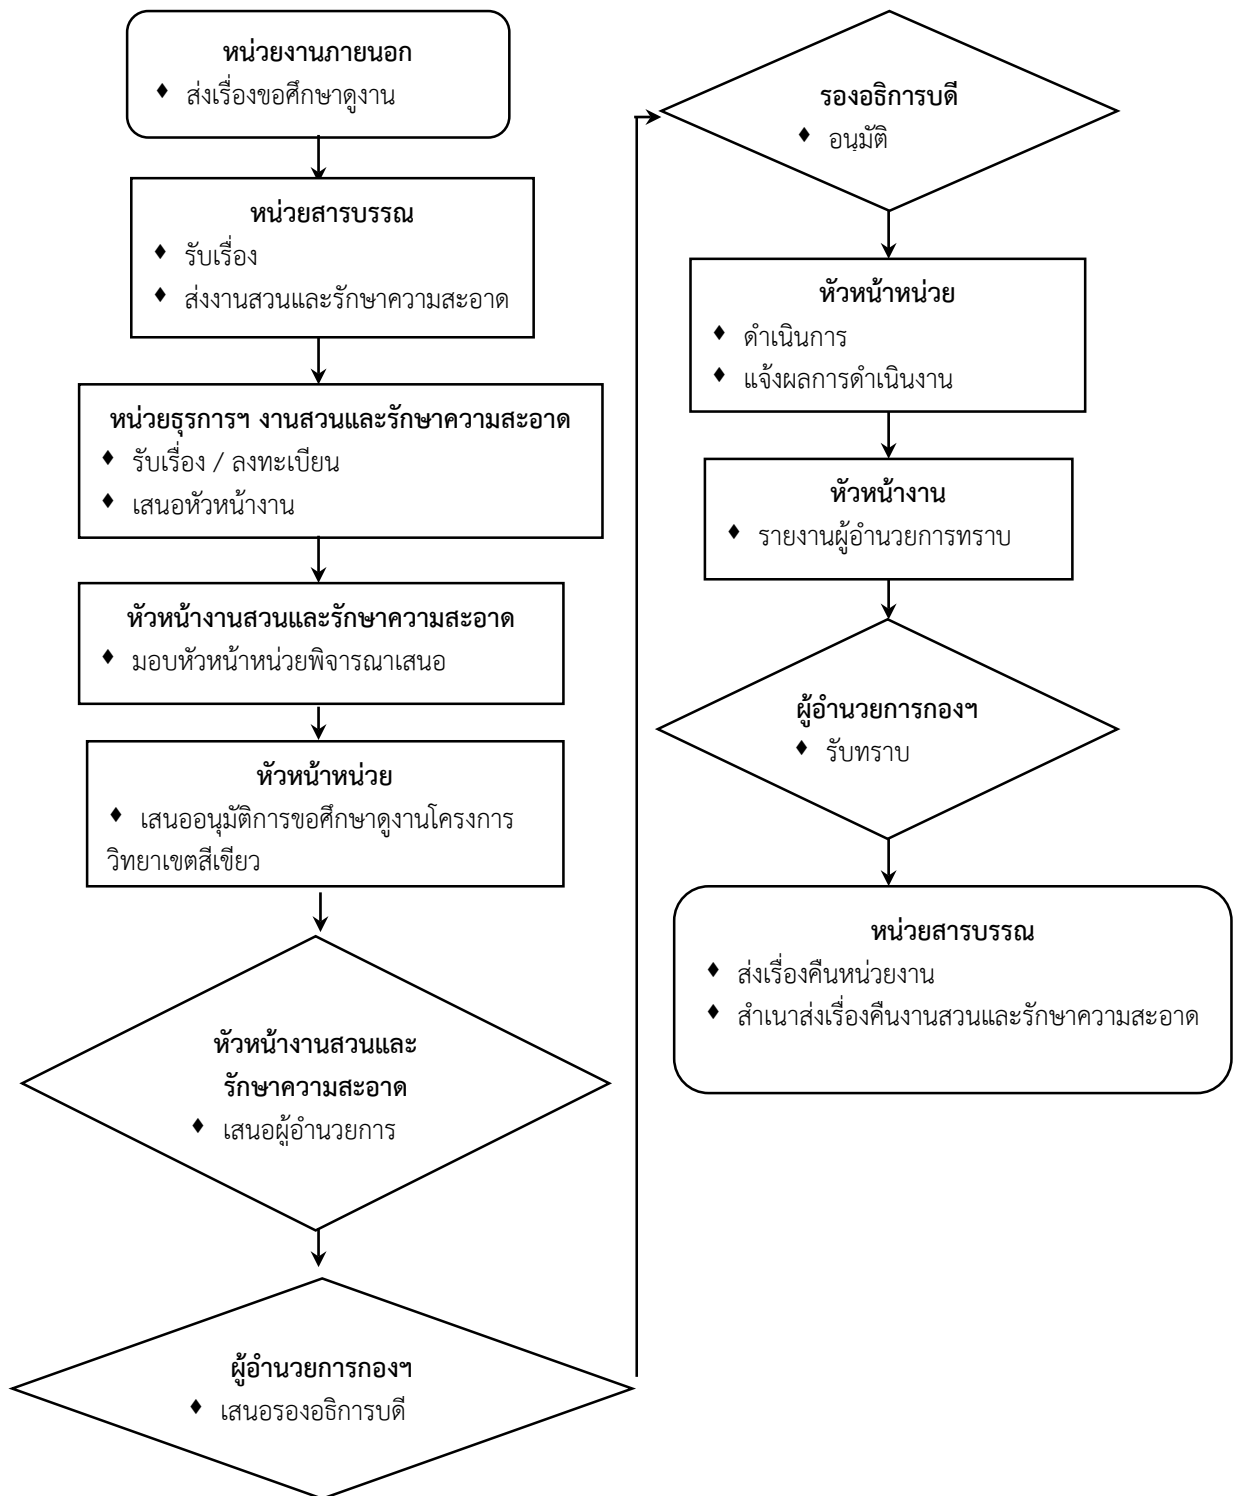 หน่วยงานภายนอก
♦ ส่งเรื่องขอศึกษาดูงาน
หน่วยสารบรรณ
♦ รับเรื่อง
♦ ส่งงานสวนและรักษาความสะอาด
หน่วยธุรการฯ งานสวนและรักษาความสะอาด
♦ รับเรื่อง / ลงทะเบียน
♦ เสนอหัวหน้างาน
หัวหน้างานสวนและรักษาความสะอาด
♦ มอบหัวหน้าหน่วยพิจารณาเสนอ
หัวหน้าหน่วย
♦ เสนออนุมัติการขอศึกษาดูงานโครงการ
วิทยาเขตสีเขียว
หัวหน้างานสวนและ
รักษาความสะอาด
♦ เสนอผู้อำนวยการ
ผู้อำนวยการกองฯ
♦ เสนอรองอธิการบดี
รองอธิการบดี
♦ อนุมัติ
หัวหน้าหน่วย
♦ ดำเนินการ
♦ แจ้งผลการดำเนินงาน
หัวหน้างาน
♦ รายงานผู้อำนวยการทราบ
ผู้อำนวยการกองฯ
♦ รับทราบ
หน่วยสารบรรณ
♦ ส่งเรื่องคืนหน่วยงาน
♦ สำเนาส่งเรื่องคืนงานสวนและรักษาความสะอาด